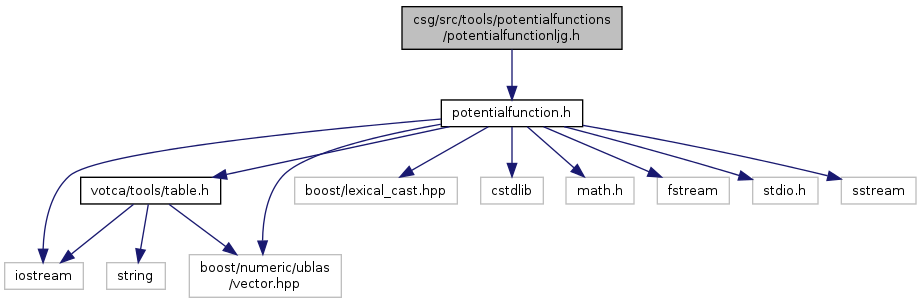 csg/src/tools/potentialfunctions
/potentialfunctionljg.h
potentialfunction.h
votca/tools/table.h
boost/lexical_cast.hpp
cstdlib
math.h
fstream
stdio.h
sstream
iostream
string
boost/numeric/ublas
/vector.hpp